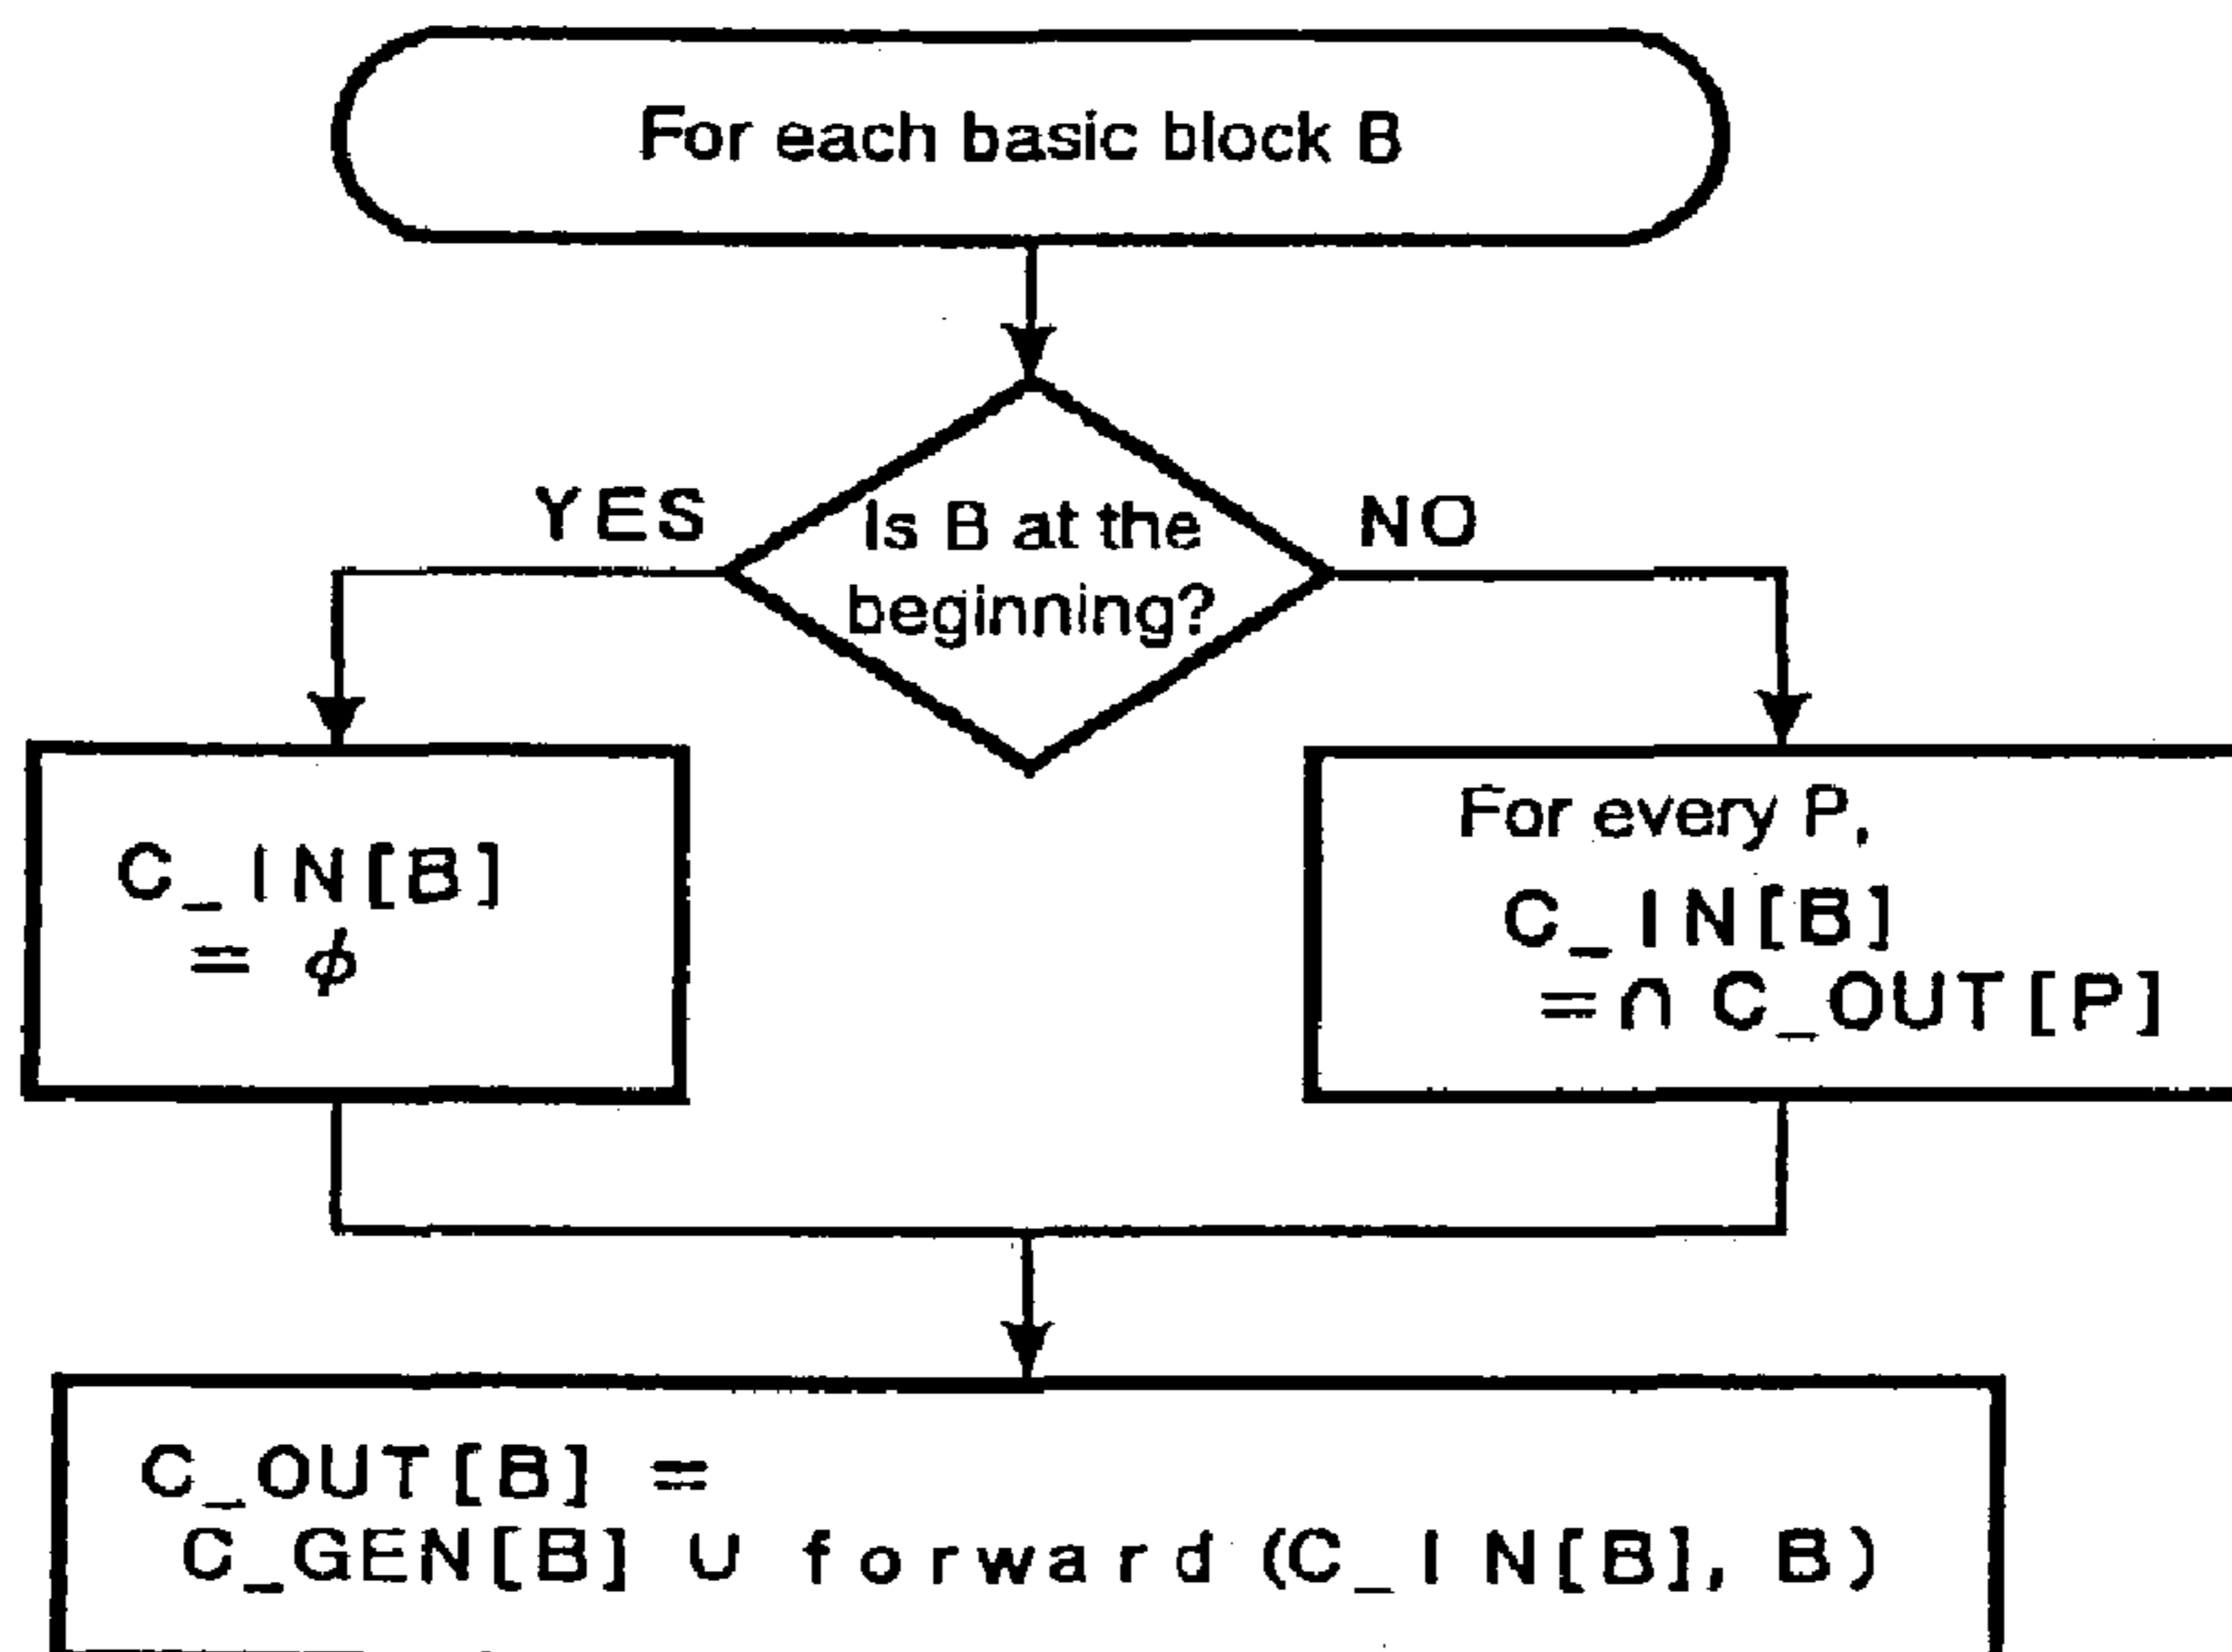 For each basic block B
Is B at the
beginning?
YES
NO
C_IN[B]
= ϕ
For every P,
C_IN[B]
= ∩ C_OUT[P]
C_OUT[B] =
C_GEN[B] ∪ forward (C_IN[B], B)